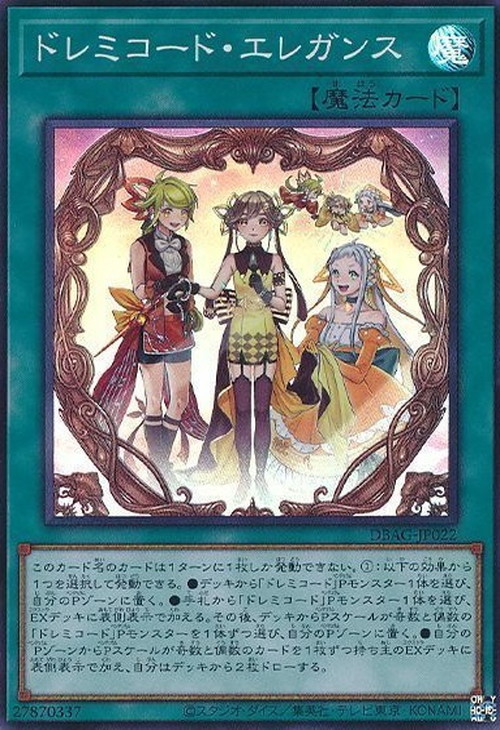 ドレミコード・エレガンス
魔
【魔法カード】
DBAG-JP022
このカード名のカードは1ターンに1枚しか発動できない。①：以下の効果から
1つを選択して発動できる。●デッキから「ドレミコード」Pモンスター1体を選び、
自分のPゾーンに置く。●手札から「ドレミコード」Pモンスター1体を選び、
EXデッキに表側表示で加える。その後、デッキからPスケールが奇数と偶数の
「ドレミコード」Pモンスターを1体ずつ選び、自分のPゾーンに置く。●自分の
PゾーンからPスケールが奇数と偶数のカードを1枚ずつ持ち主のEXデッキに
表側表示で加え、自分はデッキから2枚ドローする。
27870337
©スタジオ・ダイス／集英社・テレビ東京・KONAMI